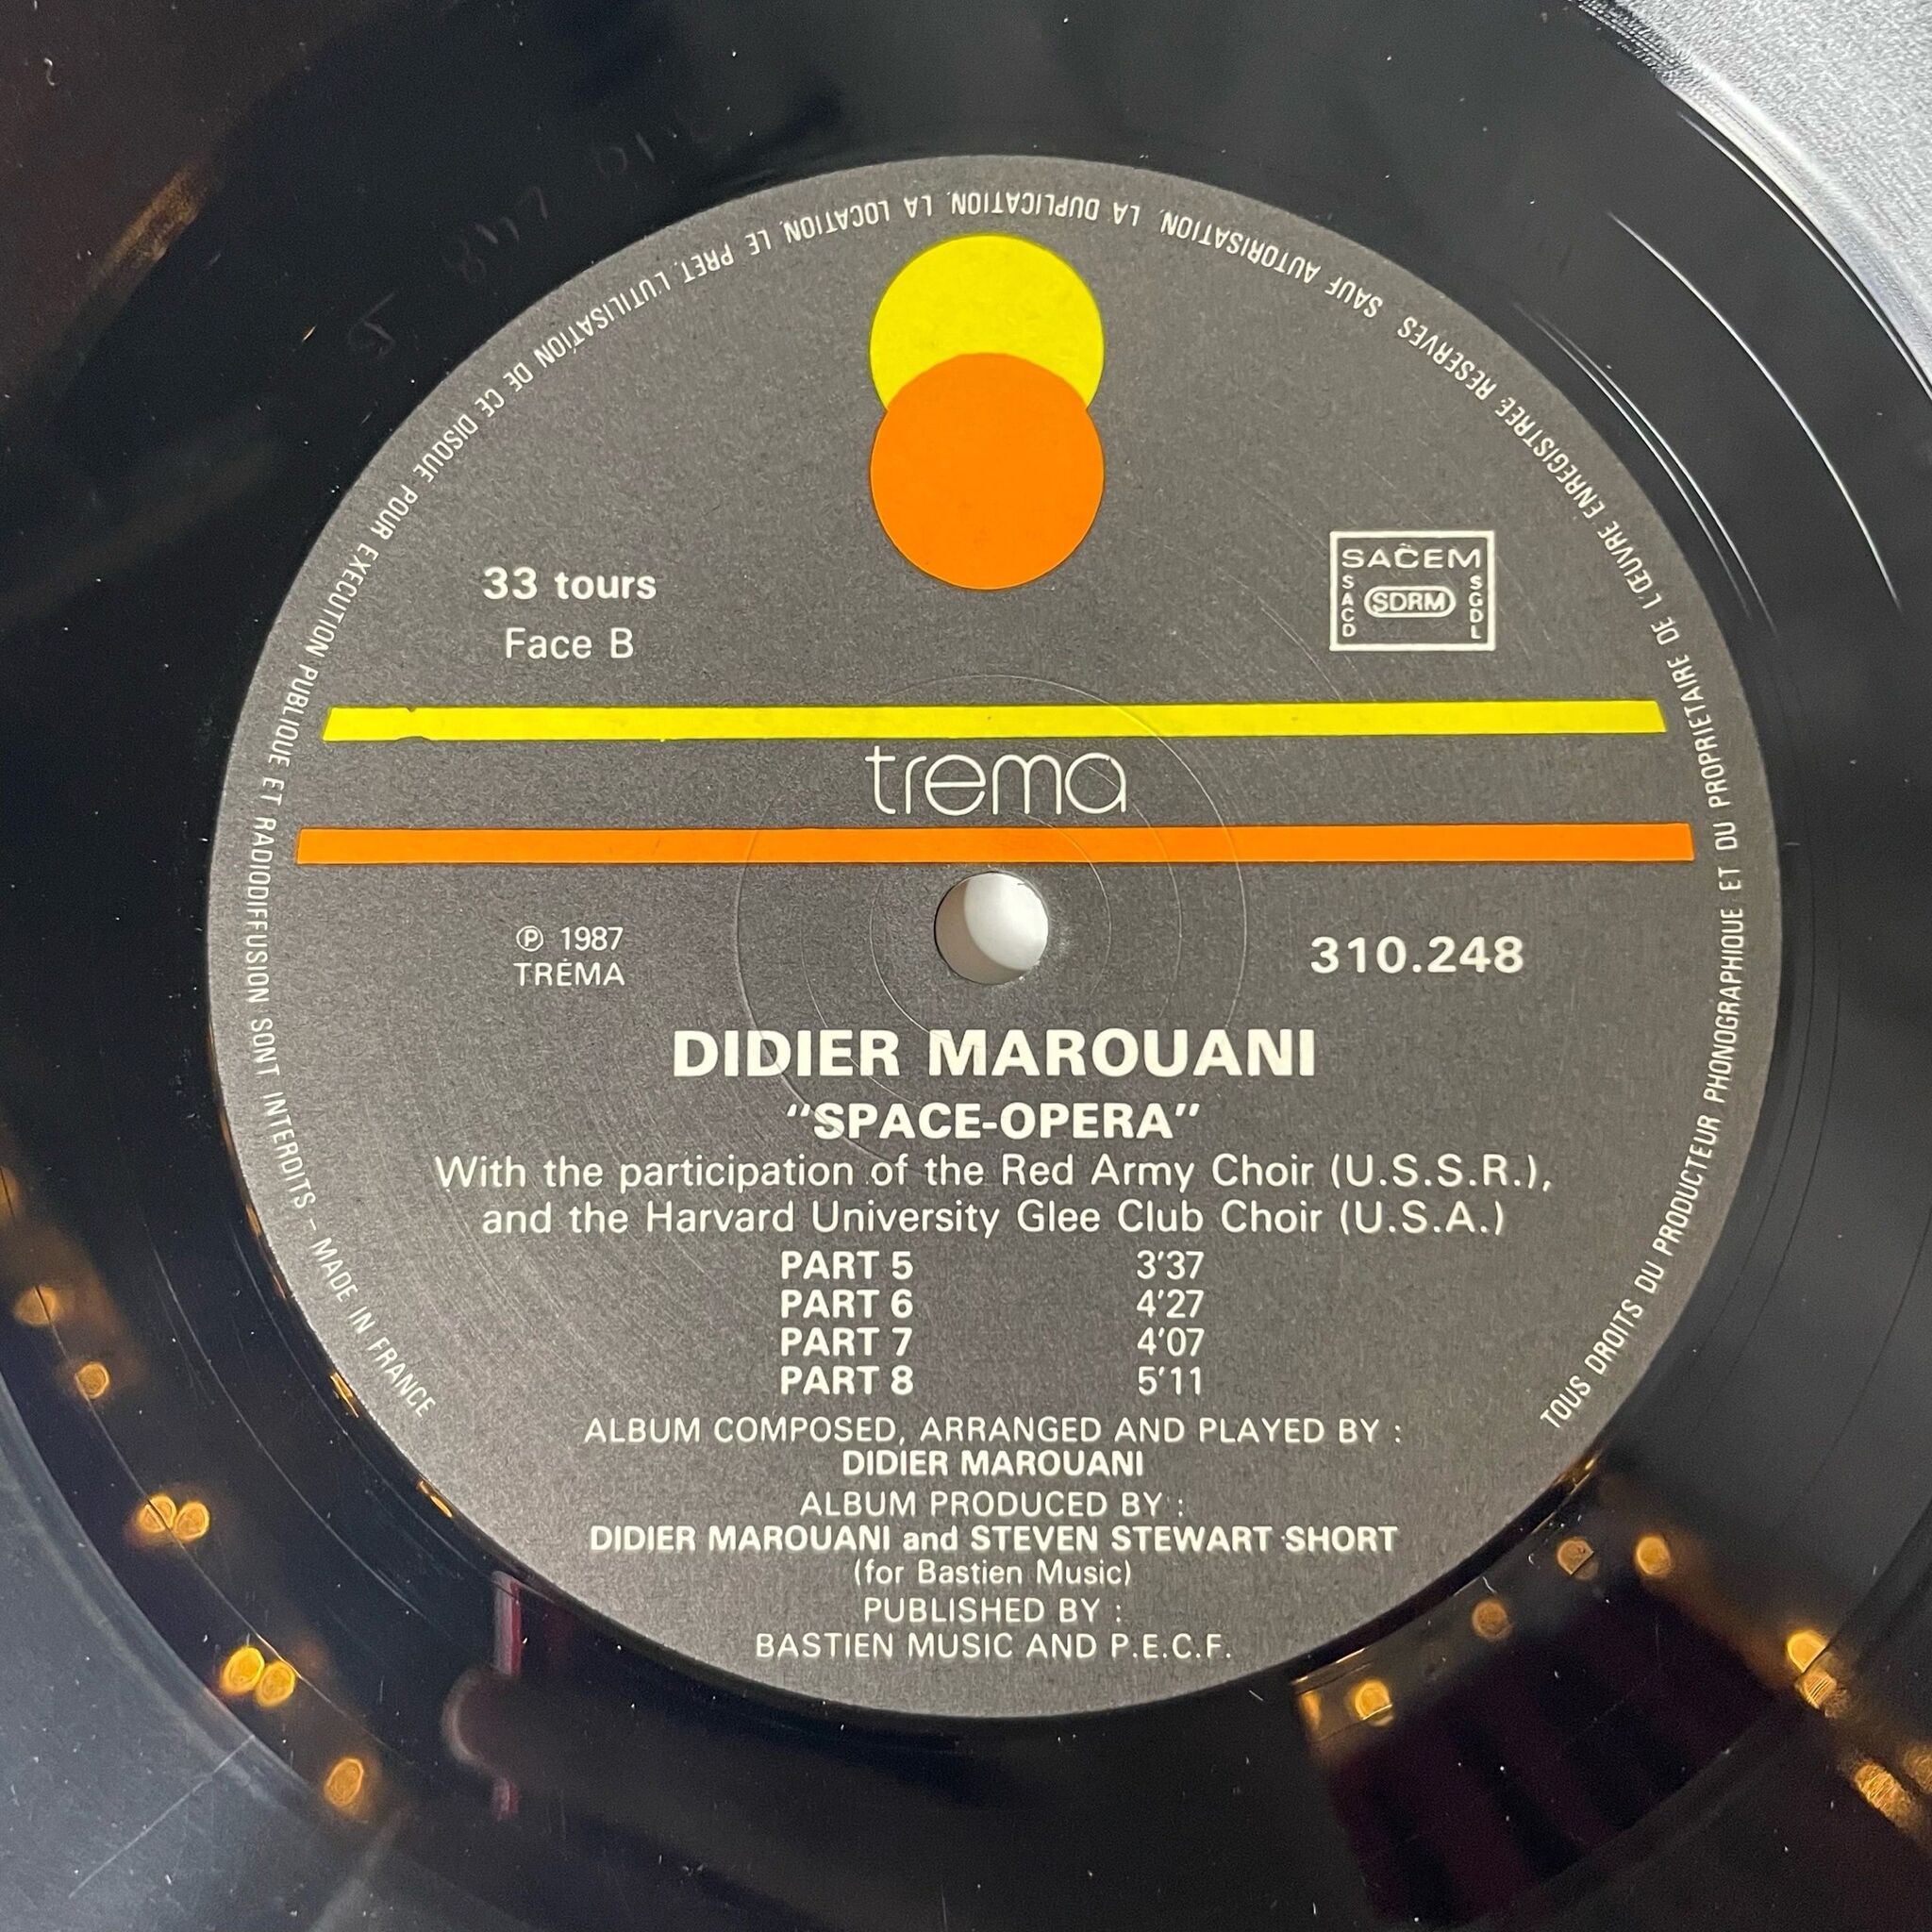 33 tours
Face B
SACEM
SACD
SDRM
SGDL
trema
℗ 1987
TRÉMA
310.248
DIDIER MAROUANI
“SPACE-OPERA”
With the participation of the Red Army Choir (U.S.S.R.),
and the Harvard University Glee Club Choir (U.S.A.)
PART 5 3'37
PART 6 4'27
PART 7 4'07
PART 8 5'11
ALBUM COMPOSED, ARRANGED AND PLAYED BY :
DIDIER MAROUANI
ALBUM PRODUCED BY :
DIDIER MAROUANI and STEVEN STEWART SHORT
(for Bastien Music)
PUBLISHED BY :
BASTIEN MUSIC AND P.E.C.F.
TOUS DROITS DU PRODUCTEUR PHONOGRAPHIQUE ET DU PROPRIETAIRE DE L'ŒUVRE ENREGISTREE RESERVES SAUF AUTORISATION, LA DUPLICATION, LA LOCATION, LE PRET, L'UTILISATION DE CE DISQUE POUR EXECUTION PUBLIQUE ET RADIODIFFUSION SONT INTERDITS - MADE IN FRANCE